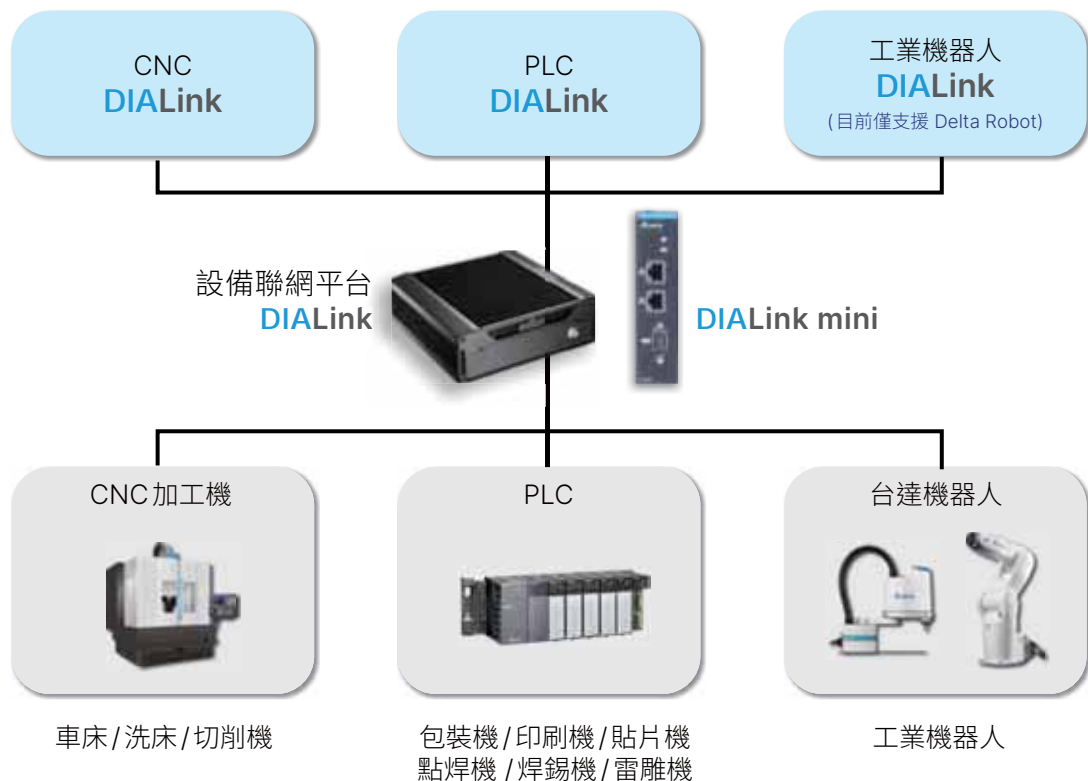 CNC
DIALink
PLC
DIALink
工業機器人
DIALink
(目前僅支援 Delta Robot)
設備聯網平台
DIALink
DIALink mini
CNC加工機
PLC
台達機器人
車床/洗床/切削機
包裝機/印刷機/貼片機
點焊機 /焊錫機/雷雕機
工業機器人